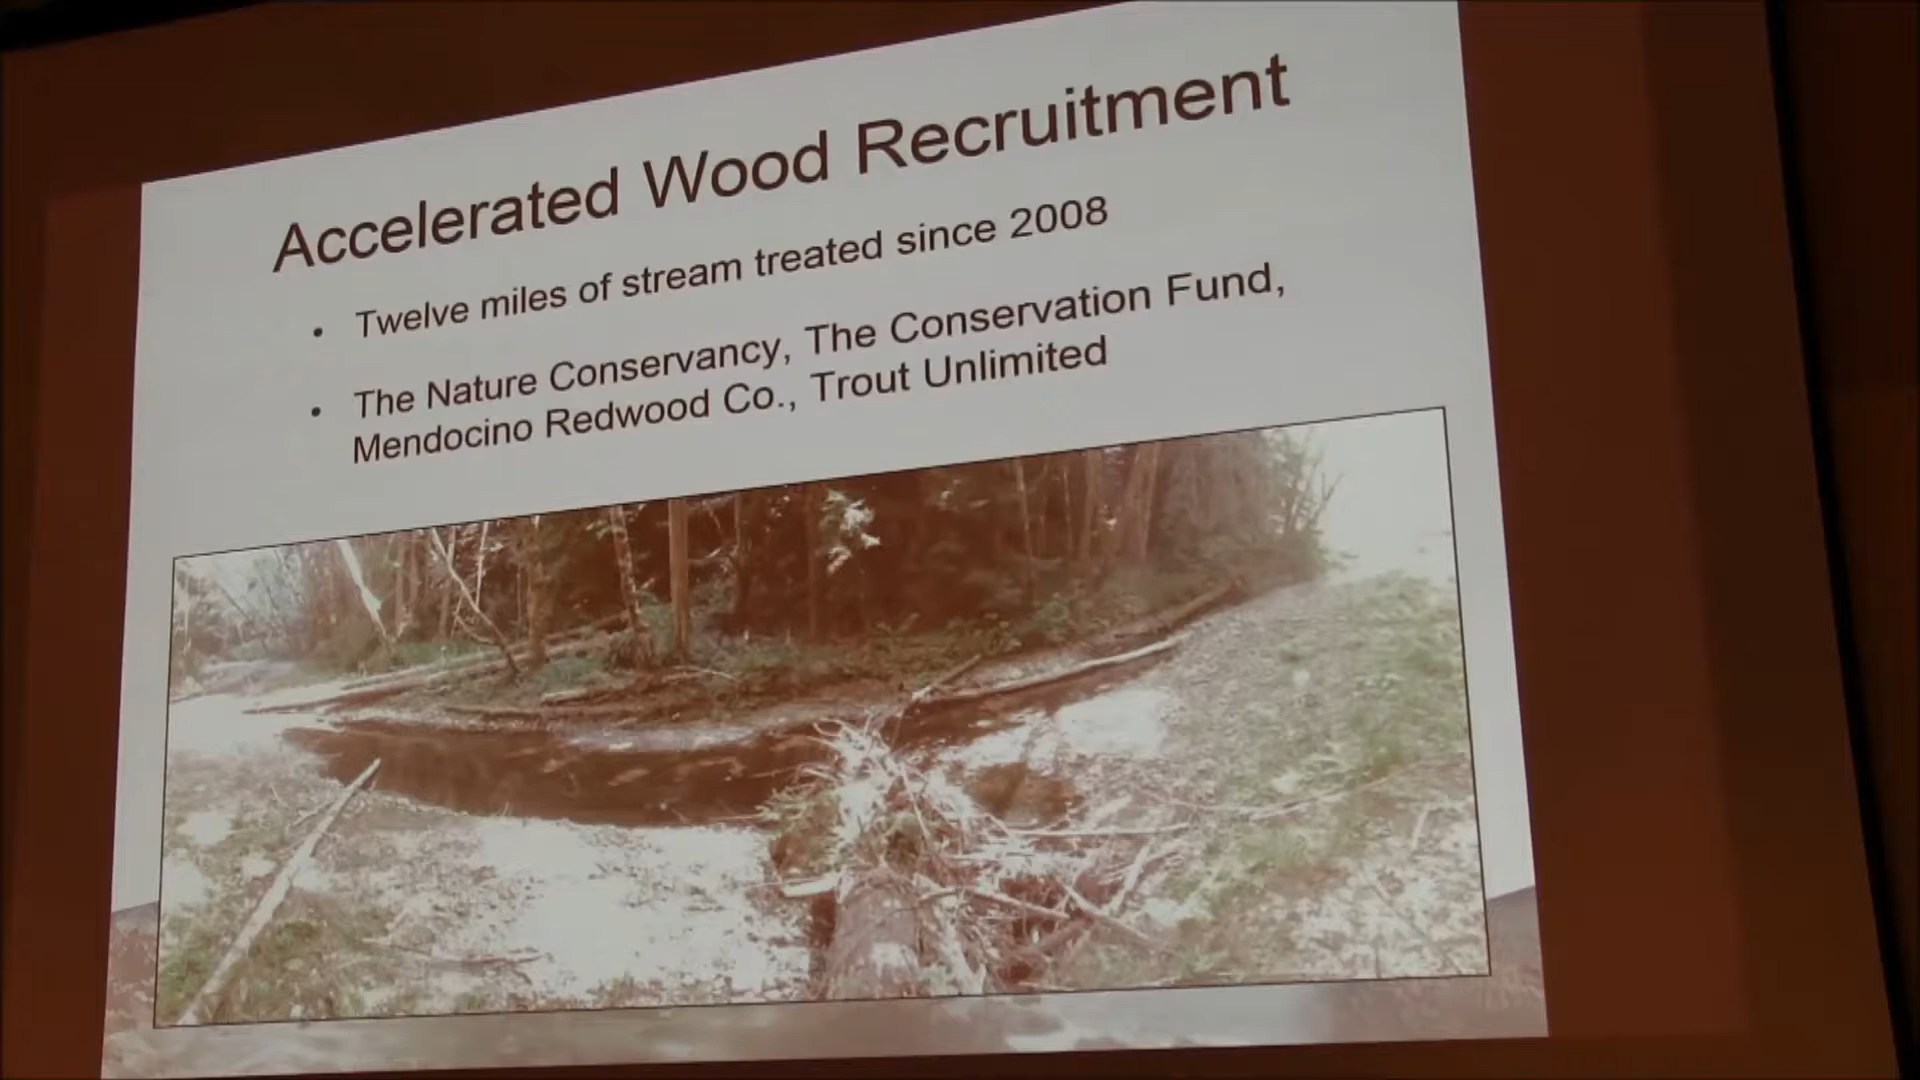 Accelerated Wood Recruitment
• Twelve miles of stream treated since 2008
• The Nature Conservancy, The Conservation Fund,
Mendocino Redwood Co., Trout Unlimited